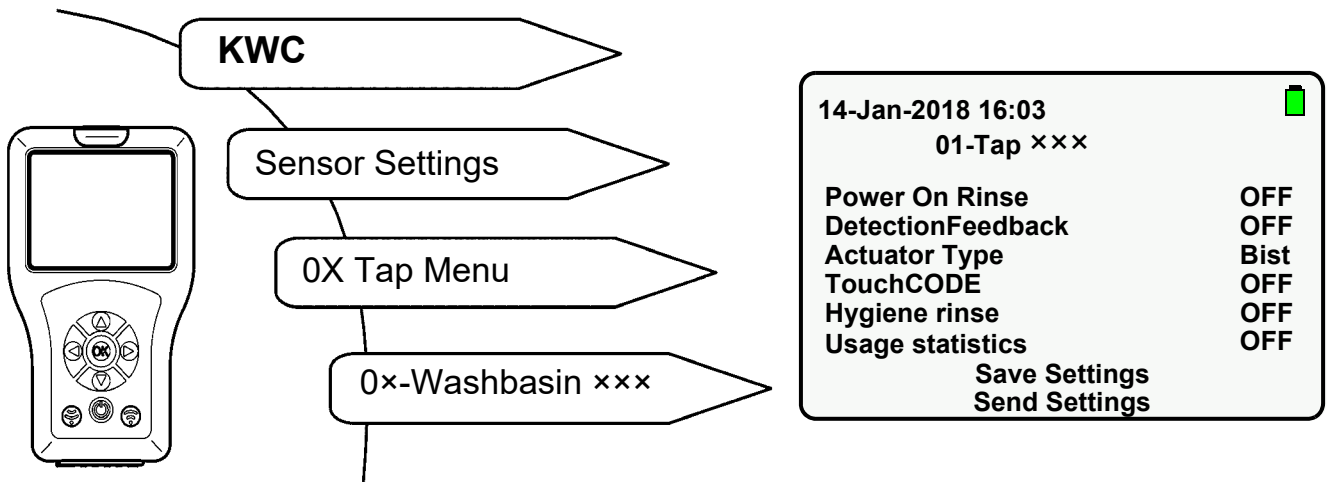 KWC
Sensor Settings
0X Tap Menu
0×-Washbasin ×××
OK
14-Jan-2018 16:03
01-Tap ×××
Power On Rinse OFF
DetectionFeedback OFF
Actuator Type Bist
TouchCODE OFF
Hygiene rinse OFF
Usage statistics OFF
Save Settings
Send Settings